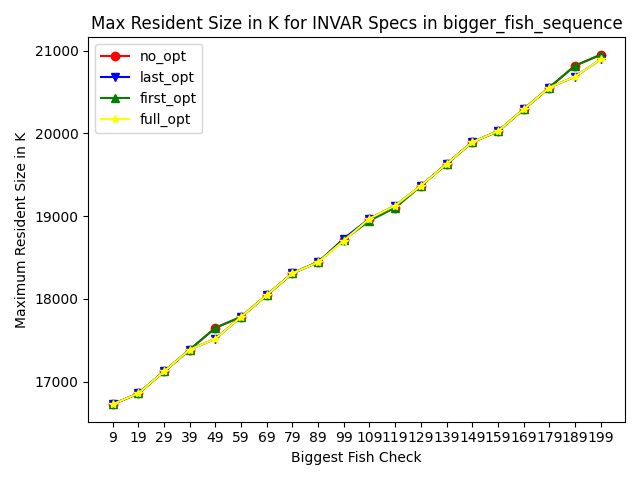 Max Resident Size in K for INVAR Specs in bigger_fish_sequence
no_opt
last_opt
first_opt
full_opt
Maximum Resident Size in K
21000
20000
19000
18000
17000
9 19 29 39 49 59 69 79 89 99 109 119 129 139 149 159 169 179 189 199
Biggest Fish Check